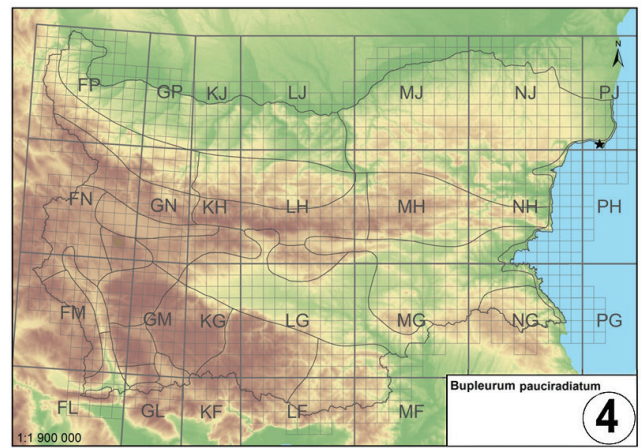 N
FP GP KJ LJ MJ NJ PJ
FN GN KH LH MH NH PH
FM GM KG LG MG NG PG
FL GL KF LF MF
1:1 900 000
Bupleurum pauciradiatum
4